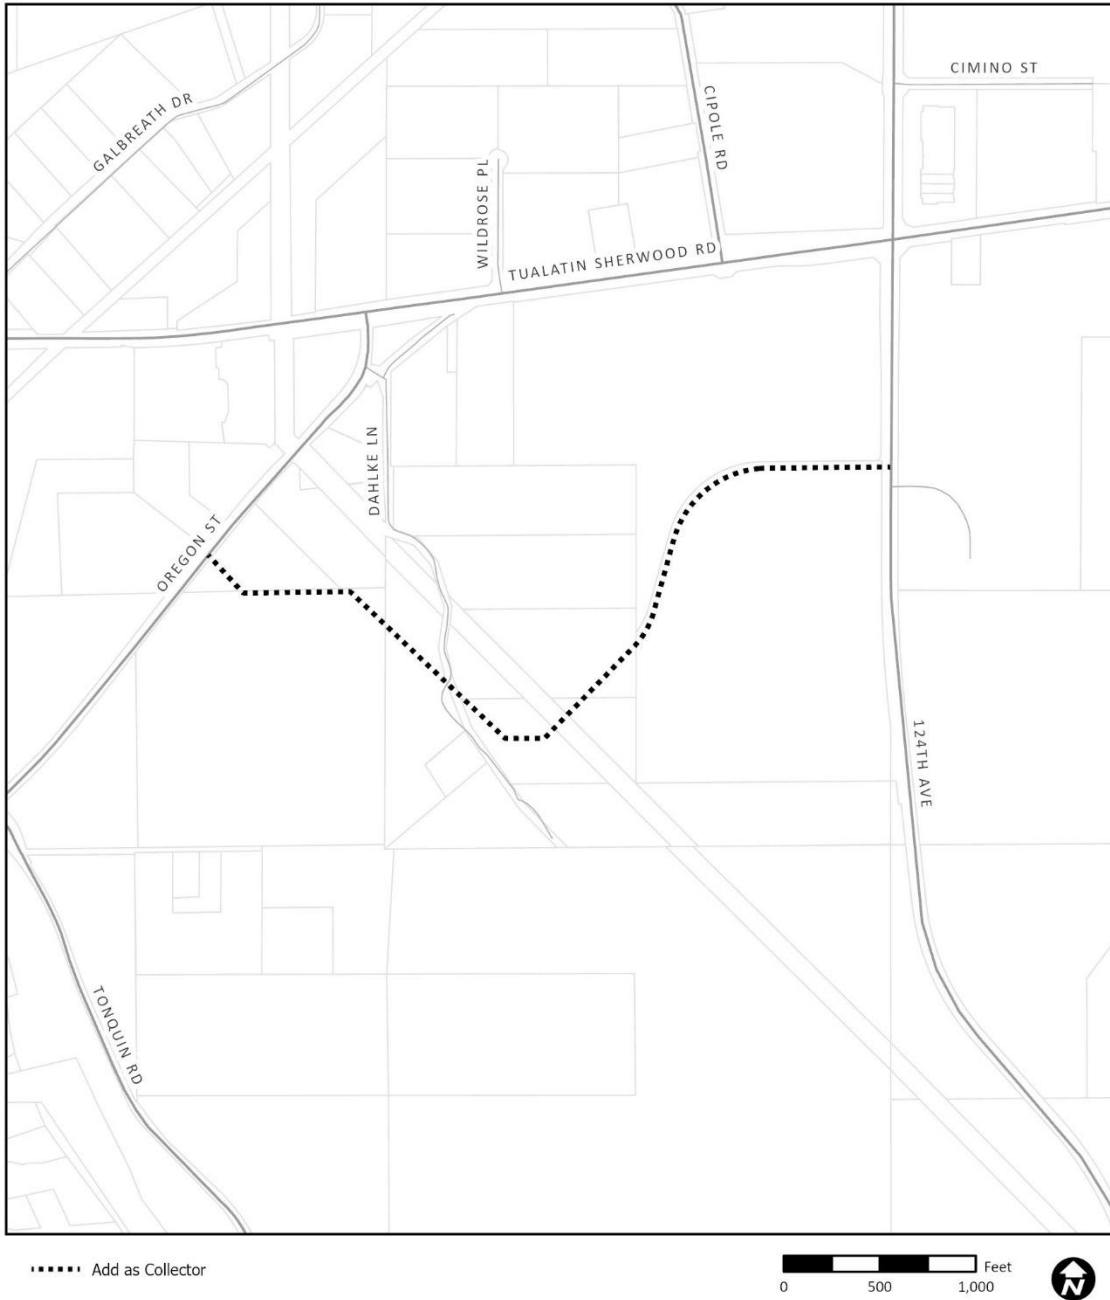 CIMINO ST
GALBREATH DR
CIPOLE RD
WILDROSE PL
TUALATIN SHERWOOD RD
DAHLKE LN
OREGON ST
124TH AVE
TONQUIN RD
Add as Collector
Feet
0 500 1,000
N